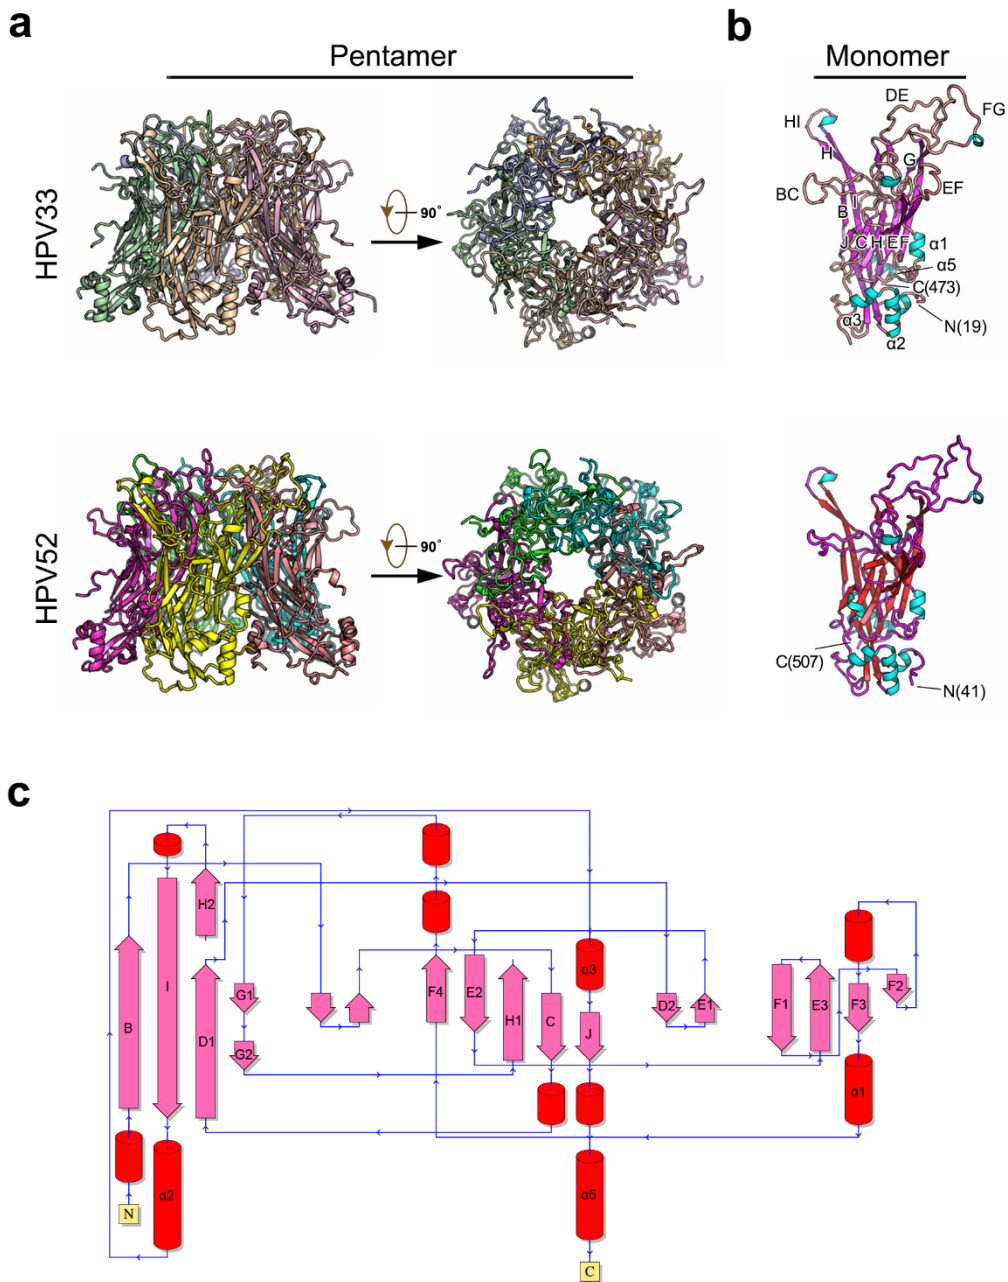 a
b
Pentamer
Monomer
HPV33
90°
DE
FG
HI
H
G
BC
EF
I
B
J C H E F
α1
α5
C(473)
α3
N(19)
α2
HPV52
90°
C(507)
N(41)
c
H2
I
B
D1
G1
G2
F4
E2
H1
C
α3
J
D2
E1
F1
E3
F3
F2
α1
α2
α5
N
C